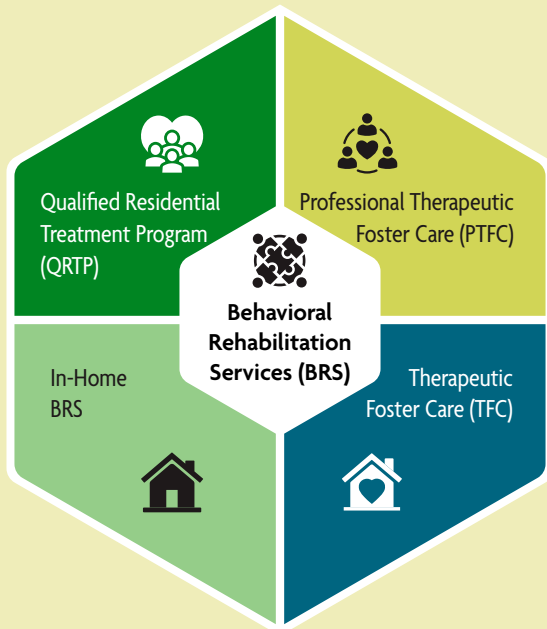 Qualified Residential
Treatment Program
(QRTP)
Professional Therapeutic
Foster Care (PTFC)
Behavioral
Rehabilitation
Services (BRS)
In-Home
BRS
Therapeutic
Foster Care (TFC)